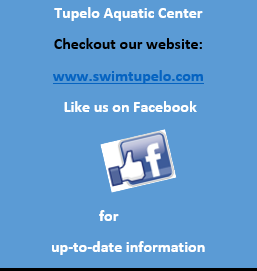 Tupelo Aquatic Center
Checkout our website:
www.swimtupelo.com
Like us on Facebook
f
for
up-to-date information